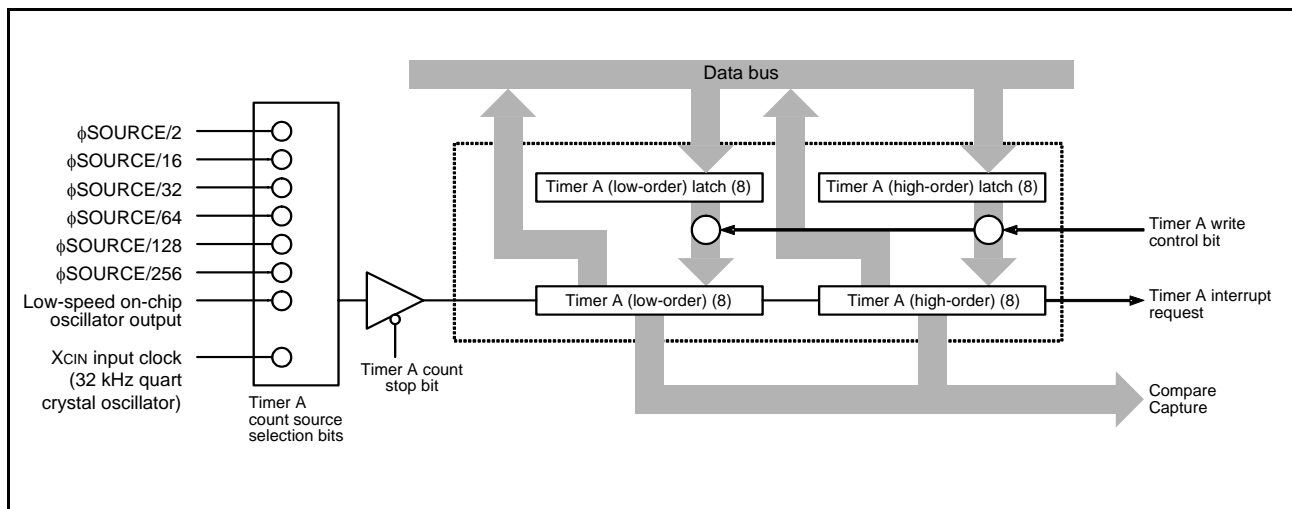 Data bus
φSOURCE/2
φSOURCE/16
φSOURCE/32
φSOURCE/64
φSOURCE/128
φSOURCE/256
Low-speed on-chip
oscillator output
XCIN input clock
(32 kHz quart
crystal oscillator)
Timer A
count source
selection bits
Timer A count
stop bit
Timer A (low-order) latch (8)
Timer A (high-order) latch (8)
Timer A write
control bit
Timer A (low-order) (8)
Timer A (high-order) (8)
Timer A interrupt
request
Compare
Capture